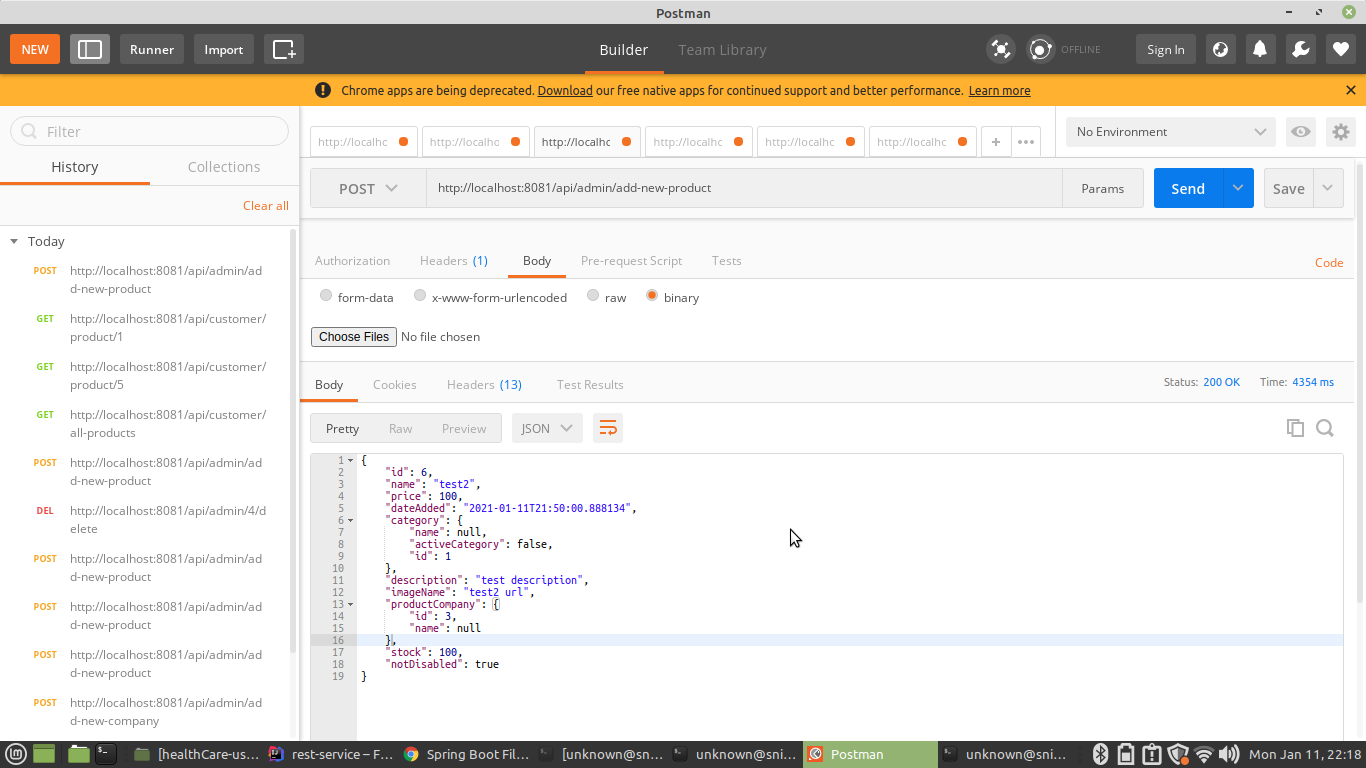 Postman
NEW
Runner
Import
Builder
Team Library
OFFLINE
Sign In
Chrome apps are being deprecated. Download our free native apps for continued support and better performance. Learn more
Filter
History
Collections
Clear all
Today
POST http://localhost:8081/api/admin/ad
d-new-product
GET http://localhost:8081/api/customer/
product/1
GET http://localhost:8081/api/customer/
product/5
GET http://localhost:8081/api/customer/
all-products
POST http://localhost:8081/api/admin/ad
d-new-product
DEL http://localhost:8081/api/admin/4/d
elete
POST http://localhost:8081/api/admin/ad
d-new-product
POST http://localhost:8081/api/admin/ad
d-new-product
POST http://localhost:8081/api/admin/ad
d-new-product
POST http://localhost:8081/api/admin/ad
d-new-company
http://localhc
http://localhc
http://localhc
http://localhc
http://localhc
http://localhc
No Environment
POST
http://localhost:8081/api/admin/add-new-product
Params
Send
Save
Authorization
Headers (1)
Body
Pre-request Script
Tests
Code
form-data
x-www-form-urlencoded
raw
binary
Choose Files No file chosen
Body
Cookies
Headers (13)
Test Results
Status: 200 OK
Time: 4354 ms
Pretty
Raw
Preview
JSON
1 {
2 "id": 6,
3 "name": "test2",
4 "price": 100,
5 "dateAdded": "2021-01-11T21:50:00.888134",
6 "category": {
7 "name": null,
8 "activeCategory": false,
9 "id": 1
10 },
11 "description": "test description",
12 "imageName": "test2 url",
13 "productCompany": {
14 "id": 3,
15 "name": null
16 },
17 "stock": 100,
18 "notDisabled": true
19 }
[healthCare-us...
rest-service – F...
Spring Boot Fil...
[unknown@sn...
unknown@sni...
Postman
unknown@sni...
Mon Jan 11, 22:18